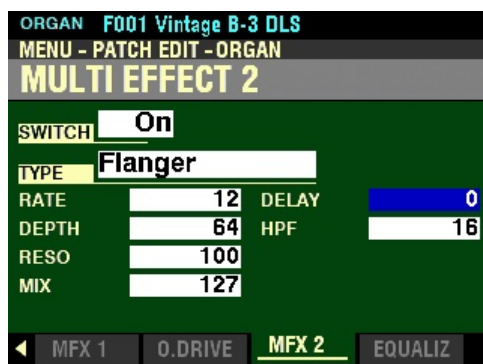 ORGAN F001 Vintage B-3 DLS
MENU - PATCH EDIT - ORGAN
MULTI EFFECT 2
SWITCH On
TYPE Flanger
RATE 12 DELAY 0
DEPTH 64 HPF 16
RESO 100
MIX 127
MFX 1 O.DRIVE MFX 2 EQUALIZ